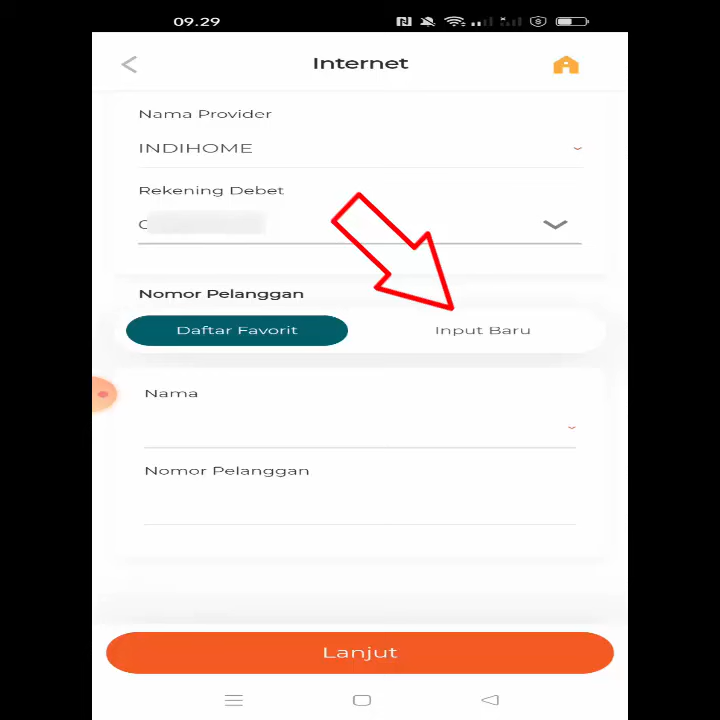 09.29
Internet
Nama Provider
INDIHOME
Rekening Debet
Nomor Pelanggan
Daftar Favorit
Input Baru
Nama
Nomor Pelanggan
Lanjut